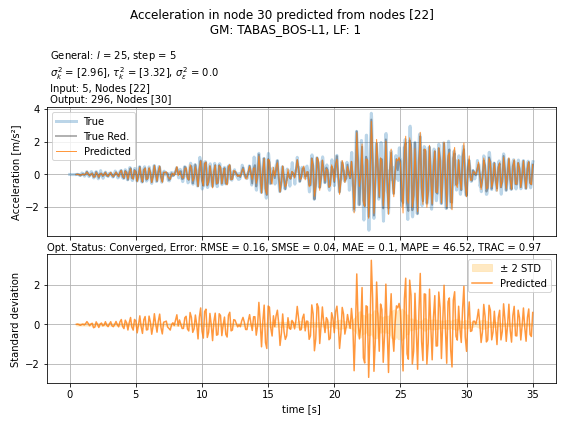 Acceleration in node 30 predicted from nodes [22]
GM: TABAS_BOS-L1, LF: 1
General: l = 25, step = 5
σ²ₖ = [2.96], τ²ₖ = [3.32], σ²ε = 0.0
Input: 5, Nodes [22]
Output: 296, Nodes [30]
4
2
0
−2
Acceleration [m/s²]
True
True Red.
Predicted
Opt. Status: Converged, Error: RMSE = 0.16, SMSE = 0.04, MAE = 0.1, MAPE = 46.52, TRAC = 0.97
2
0
−2
Standard deviation
± 2 STD
Predicted
0 5 10 15 20 25 30 35
time [s]